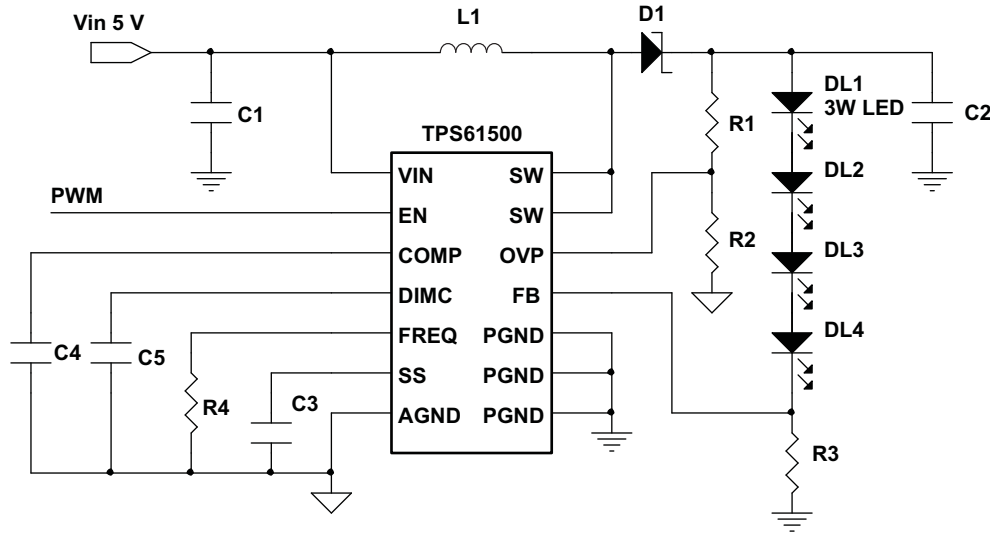 Vin 5 V
L1
D1
C1
R1
DL1
3W LED
C2
TPS61500
VIN
SW
DL2
PWM
EN
SW
R2
COMP
OVP
DL3
DIMC
FB
C4
C5
FREQ
PGND
DL4
SS
PGND
R4
C3
AGND
PGND
R3